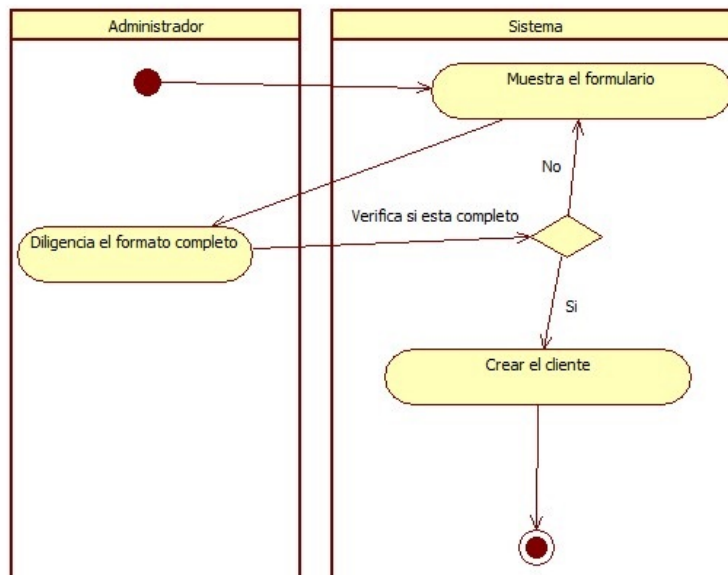 Administrador
Sistema
Muestra el formulario
No
Verifica si esta completo
Diligencia el formato completo
Si
Crear el cliente